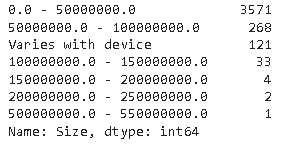 0.0 - 50000000.0 3571
50000000.0 - 100000000.0 268
Varies with device 121
100000000.0 - 150000000.0 33
150000000.0 - 200000000.0 4
200000000.0 - 250000000.0 2
500000000.0 - 550000000.0 1
Name: Size, dtype: int64